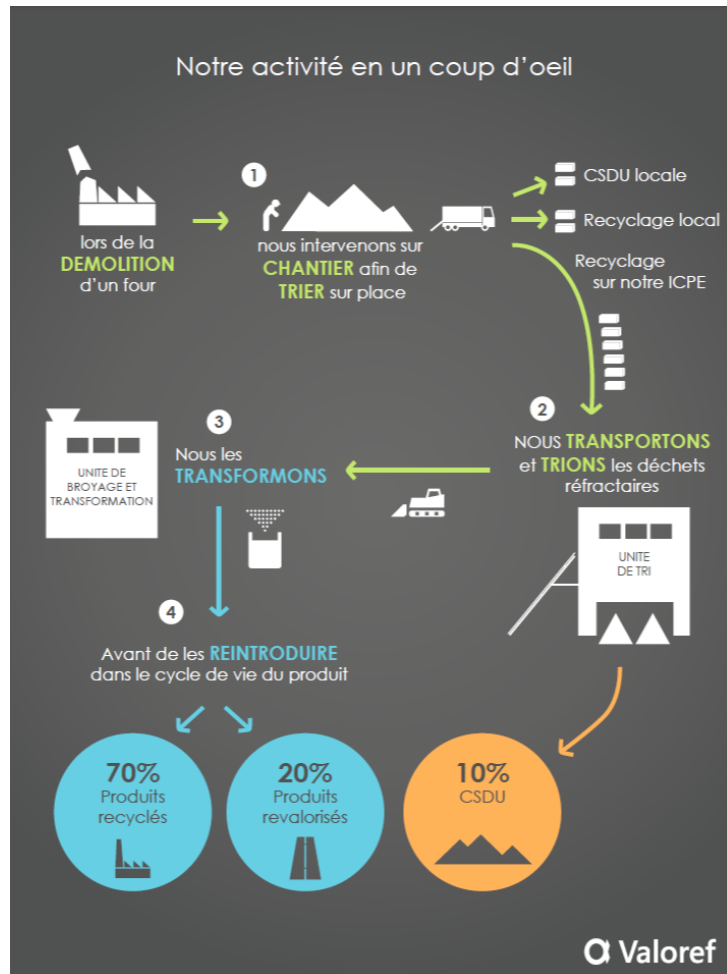 Notre activité en un coup d'oeil
1
CSDU locale
Recyclage local
lors de la
DEMOLITION
d'un four
nous intervenons sur
CHANTIER afin de
TRIER sur place
Recyclage
sur notre ICPE
2
NOUS TRANSPORTONS
et TRIONS les déchets
réfractaires
3
Nous les
TRANSFORMONS
UNITE DE
BROYAGE ET
TRANSFORMATION
UNITE
DE TRI
4
Avant de les REINTRODUIRE
dans le cycle de vie du produit
70%
Produits
recyclés
20%
Produits
revalorisés
10%
CSDU
Valoref